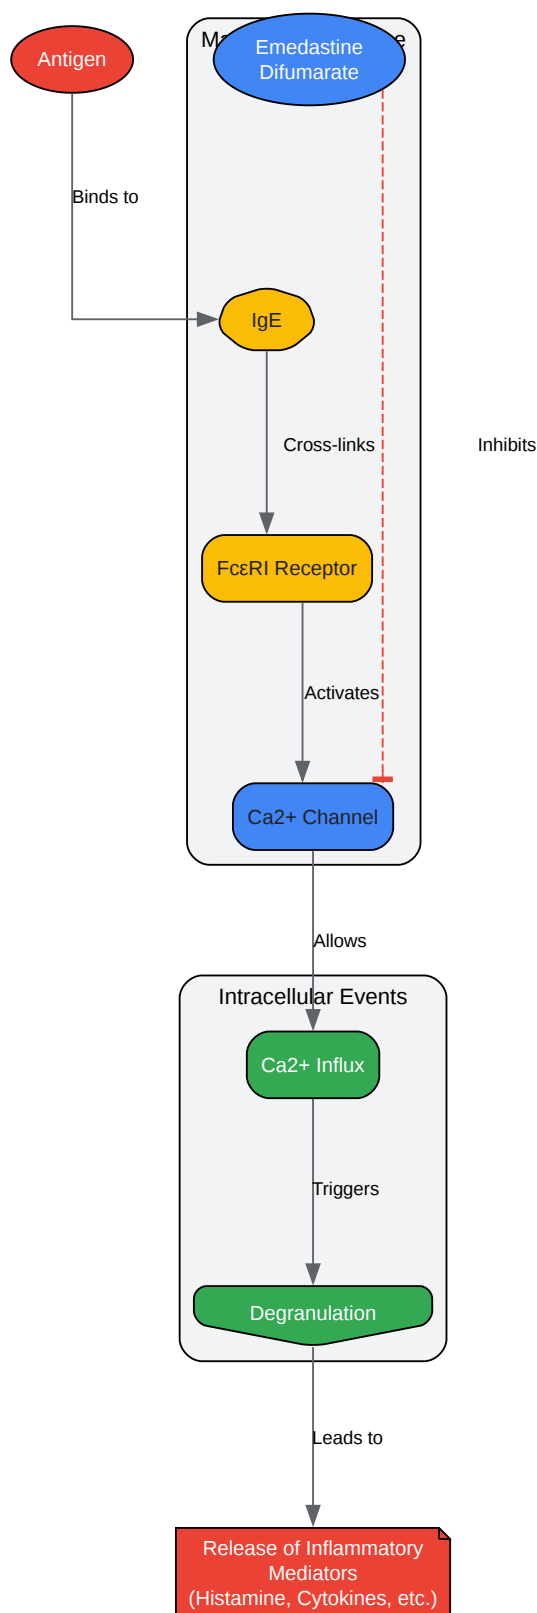 Antigen
Emedastine
Difumarate
Binds to
IgE
Cross-links
Inhibits
FcεRI Receptor
Activates
Ca2+ Channel
Allows
Intracellular Events
Ca2+ Influx
Triggers
Degranulation
Leads to
Release of Inflammatory
Mediators
(Histamine, Cytokines, etc.)